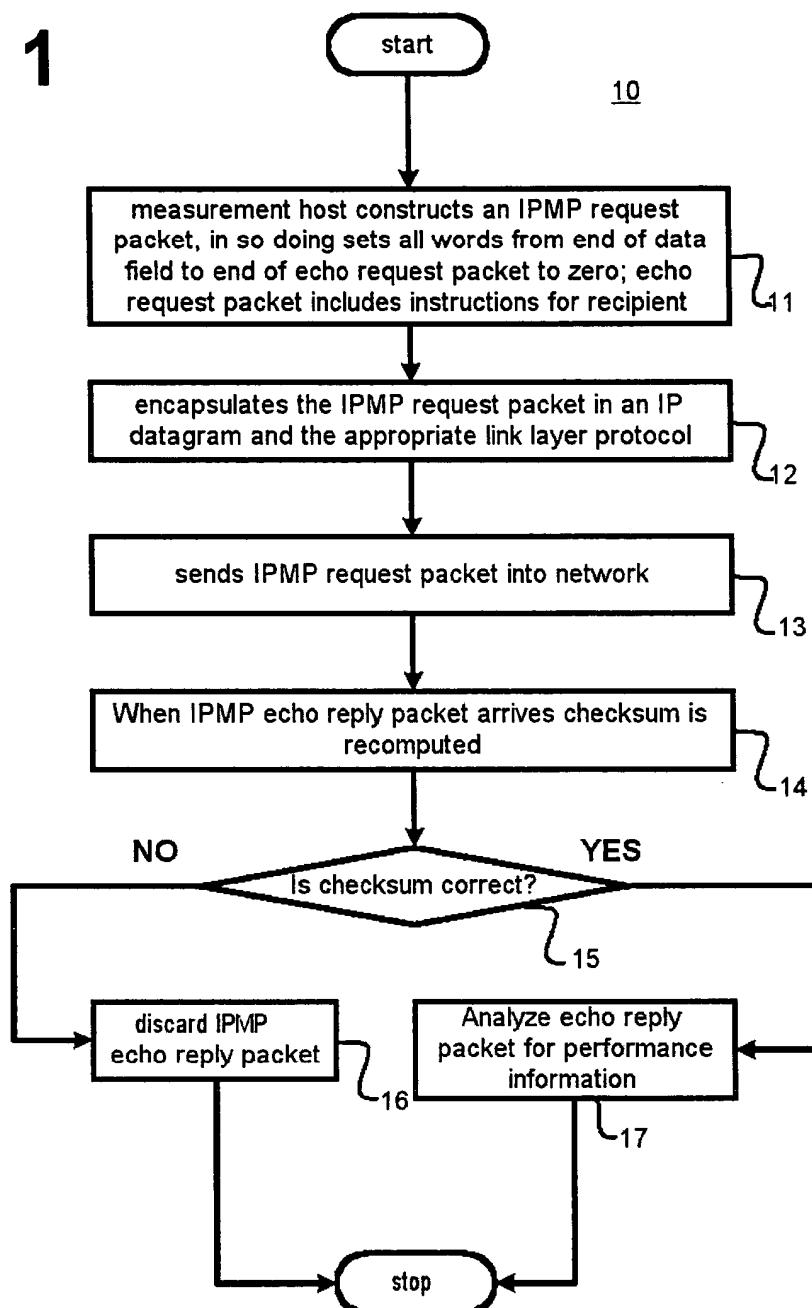 1
start
10
measurement host constructs an IPMP request
packet, in so doing sets all words from end of data
field to end of echo request packet to zero; echo
request packet includes instructions for recipient
11
encapsulates the IPMP request packet in an IP
datagram and the appropriate link layer protocol
12
sends IPMP request packet into network
13
When IPMP echo reply packet arrives checksum is
recomputed
14
NO
YES
Is checksum correct?
15
discard IPMP
echo reply packet
16
Analyze echo reply
packet for performance
information
17
stop